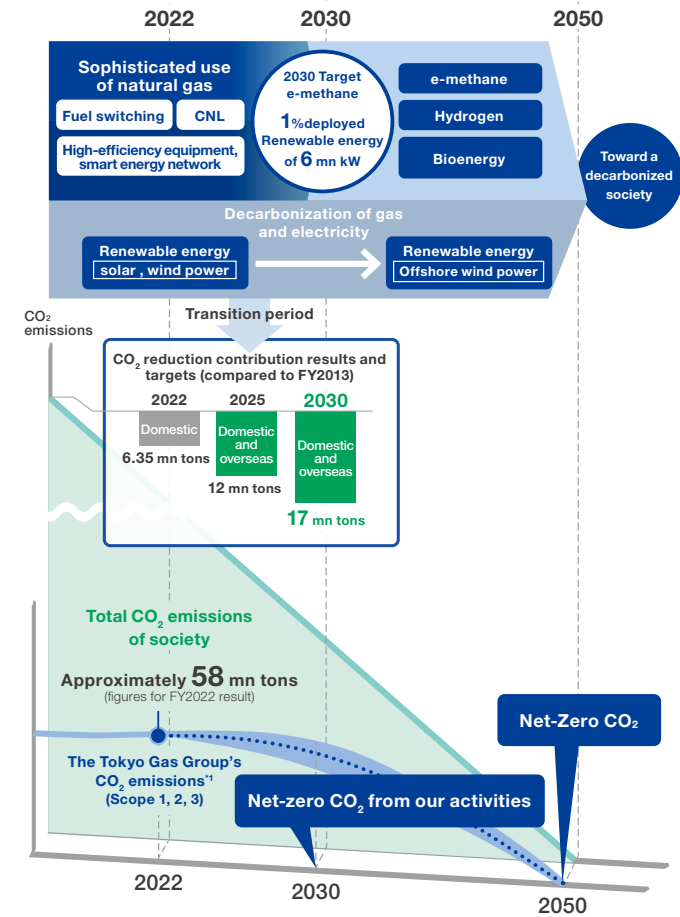 2022
2030
2050
Sophisticated use
of natural gas
Fuel switching
CNL
High-efficiency equipment,
smart energy network
2030 Target
e-methane
1%deployed
Renewable energy
of 6 mn kW
e-methane
Hydrogen
Bioenergy
Toward a
decarbonized
society
Decarbonization of gas
and electricity
Renewable energy
solar , wind power
Renewable energy
Offshore wind power
Transition period
CO₂
emissions
CO₂ reduction contribution results and
targets (compared to FY2013)
2022
2025
2030
Domestic
6.35 mn tons
Domestic
and
overseas
12 mn tons
Domestic
and
overseas
17 mn tons
Total CO₂ emissions
of society
Approximately 58 mn tons
(figures for FY2022 result)
The Tokyo Gas Group's
CO₂ emissions*1
(Scope 1, 2, 3)
Net-Zero CO₂
Net-zero CO₂ from our activities
2022
2030
2050